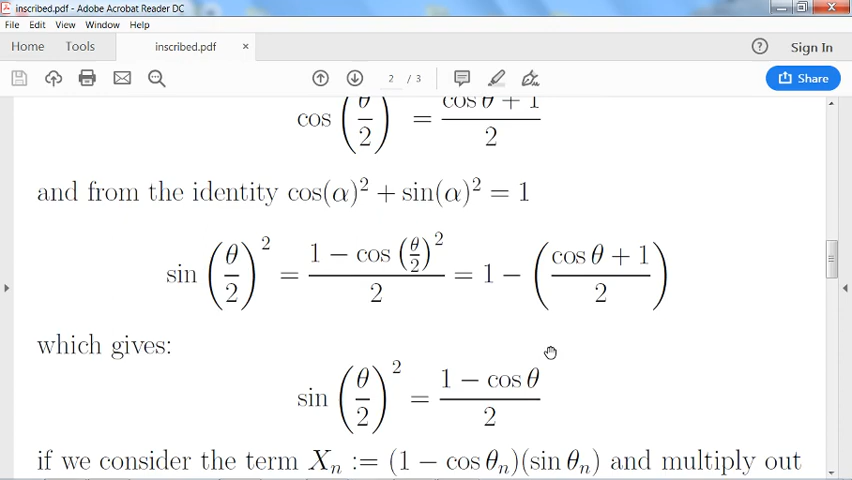 inscribed.pdf - Adobe Acrobat Reader DC
File Edit View Window Help
Home Tools inscribed.pdf × ? Sign In
2 / 3 Share
cos (θ/2) = (cos θ + 1)/2
and from the identity cos(α)² + sin(α)² = 1
sin (θ/2)² = (1 − cos (θ/2)²)/2 = 1 − ((cos θ + 1)/2)
which gives:
sin (θ/2)² = (1 − cos θ)/2
if we consider the term Xₙ := (1 − cos θₙ)(sin θₙ) and multiply out